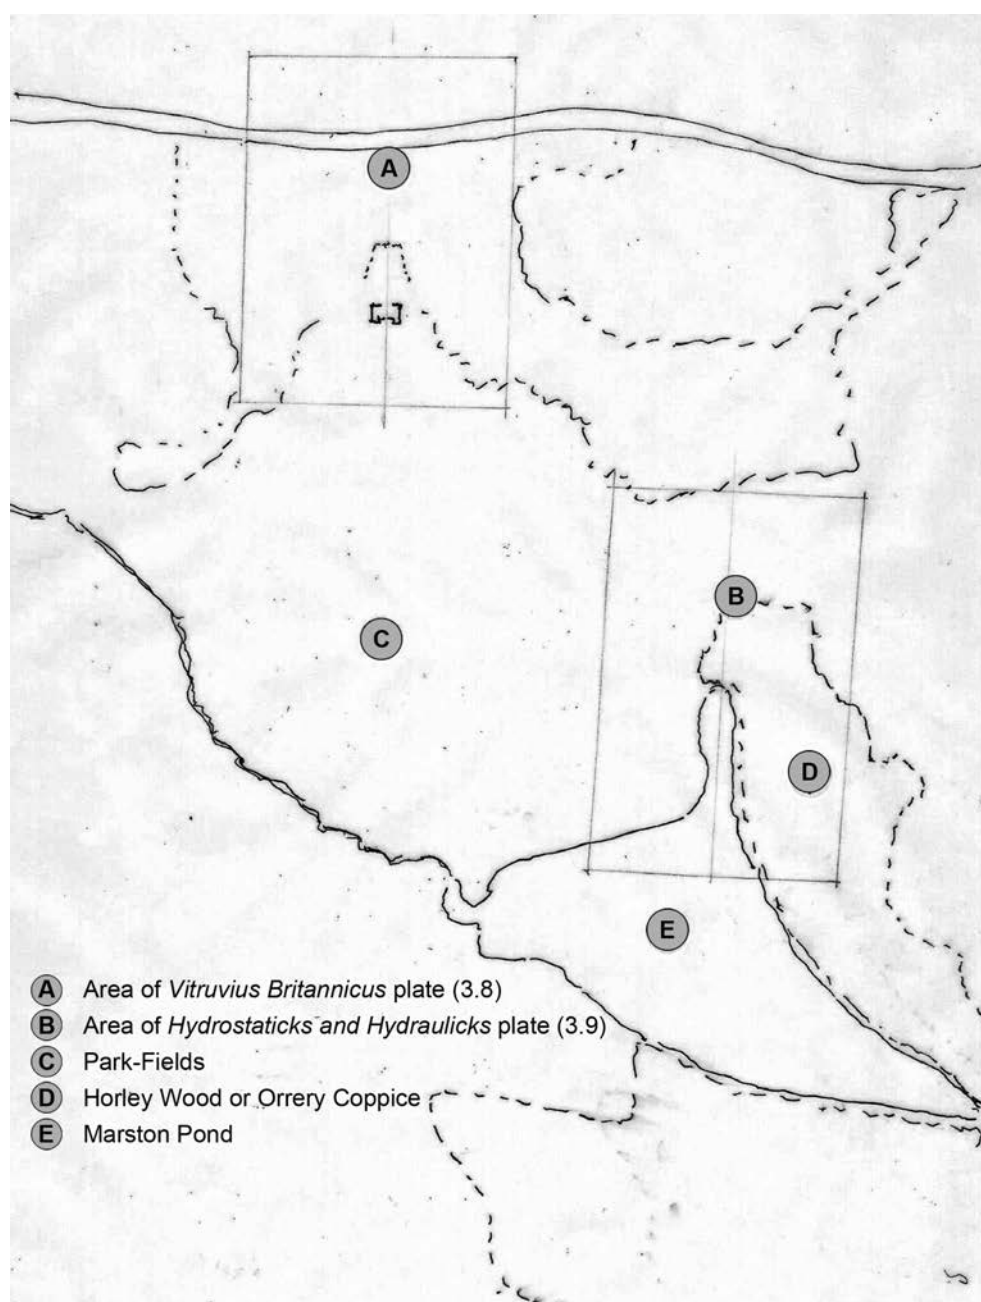 A
B
C
D
E
A Area of Vitruvius Britannicus plate (3.8)
B Area of Hydrostaticks and Hydraulicks plate (3.9)
C Park-Fields
D Horley Wood or Orrery Coppice
E Marston Pond